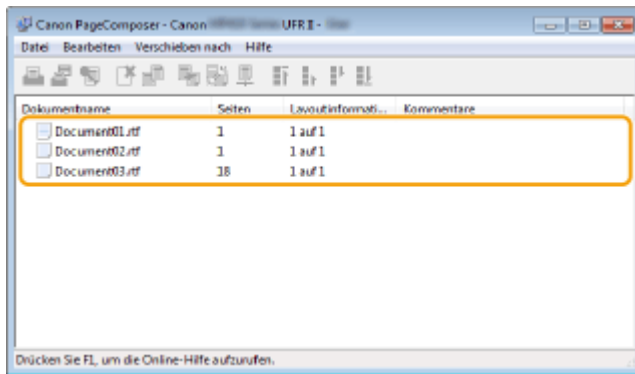 Canon PageComposer - Canon UFR II -
Datei Bearbeiten Verschieben nach Hilfe
Dokumentname Seiten Layoutinformati... Kommentare
Document01.rtf 1 1 auf 1
Document02.rtf 1 1 auf 1
Document03.rtf 18 1 auf 1
Drücken Sie F1, um die Online-Hilfe aufzurufen.